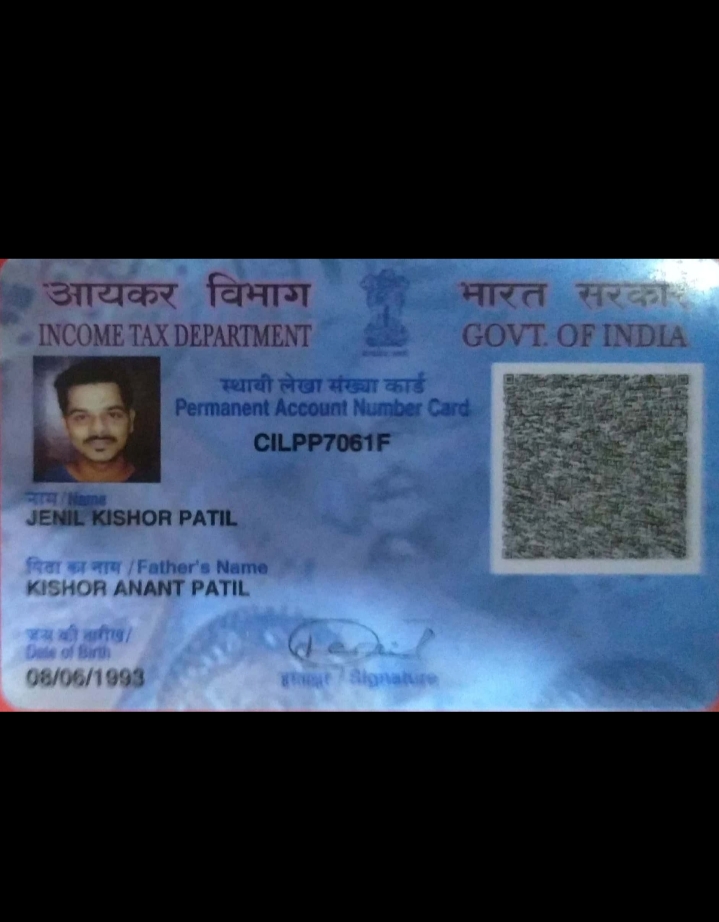 आयकर विभाग
INCOME TAX DEPARTMENT
भारत सरकार
GOVT. OF INDIA
स्थायी लेखा संख्या कार्ड
Permanent Account Number Card
CILPP7061F
नाम / Name
JENIL KISHOR PATIL
पिता का नाम / Father's Name
KISHOR ANANT PATIL
जन्म की तारीख /
Date of Birth
08/06/1993
हस्ताक्षर / Signature